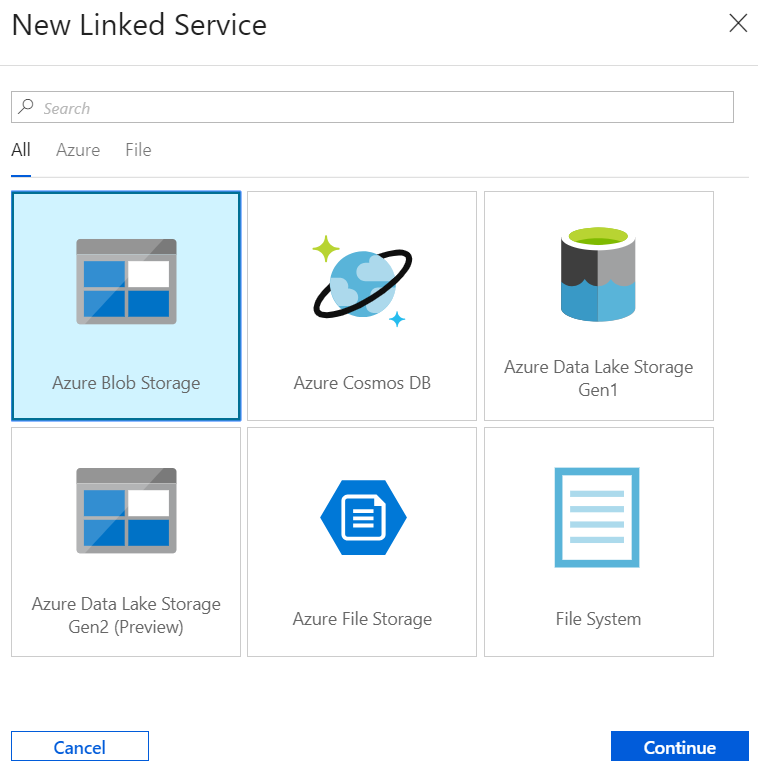 New Linked Service
Search
All Azure File
Azure Blob Storage
Azure Cosmos DB
Azure Data Lake Storage
Gen1
Azure Data Lake Storage
Gen2 (Preview)
Azure File Storage
File System
Cancel
Continue